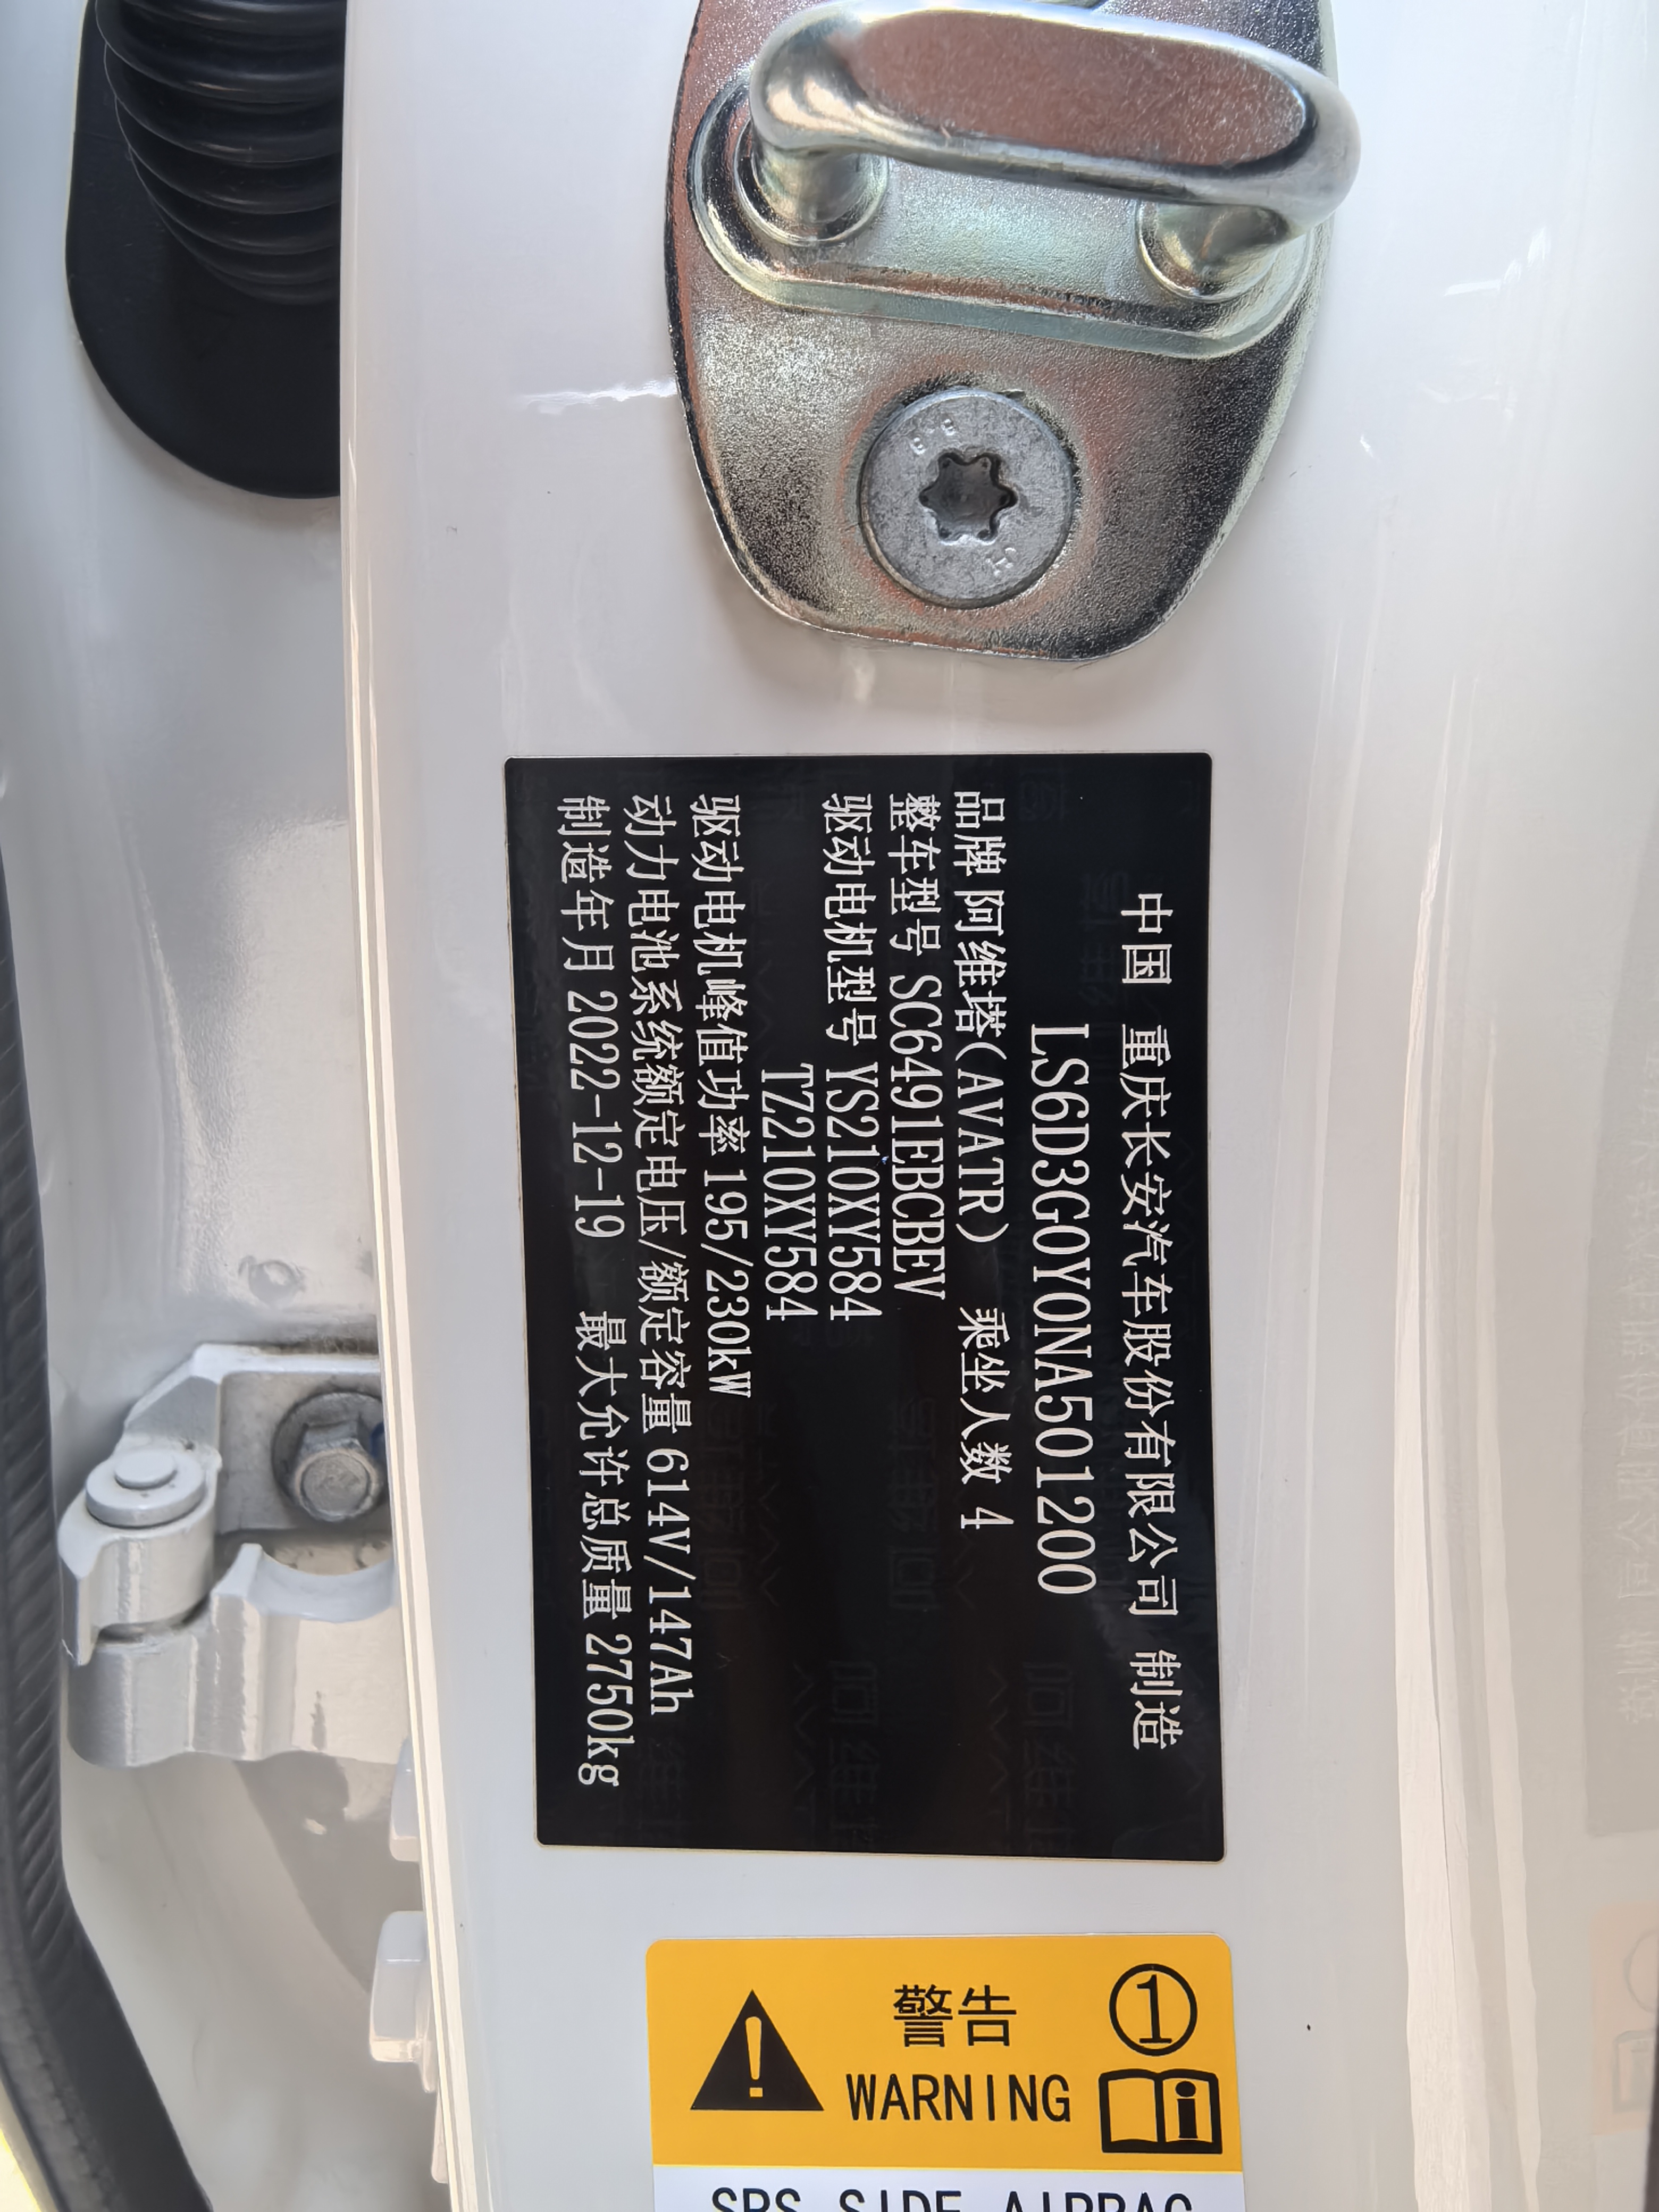 中国 重庆长安汽车股份有限公司 制造
LS6D3G0Y0NA501200
品牌 阿维塔(AVATR) 乘坐人数 4
整车型号 SC6491EBCBEV
驱动电机型号 YS210XY584
TZ210XY584
驱动电机峰值功率 195/230kW
动力电池系统额定电压/额定容量 614V/147Ah
制造年月 2022-12-19 最大允许总质量 2750kg
警告
WARNING
①
SRS SIDE AIRBAG